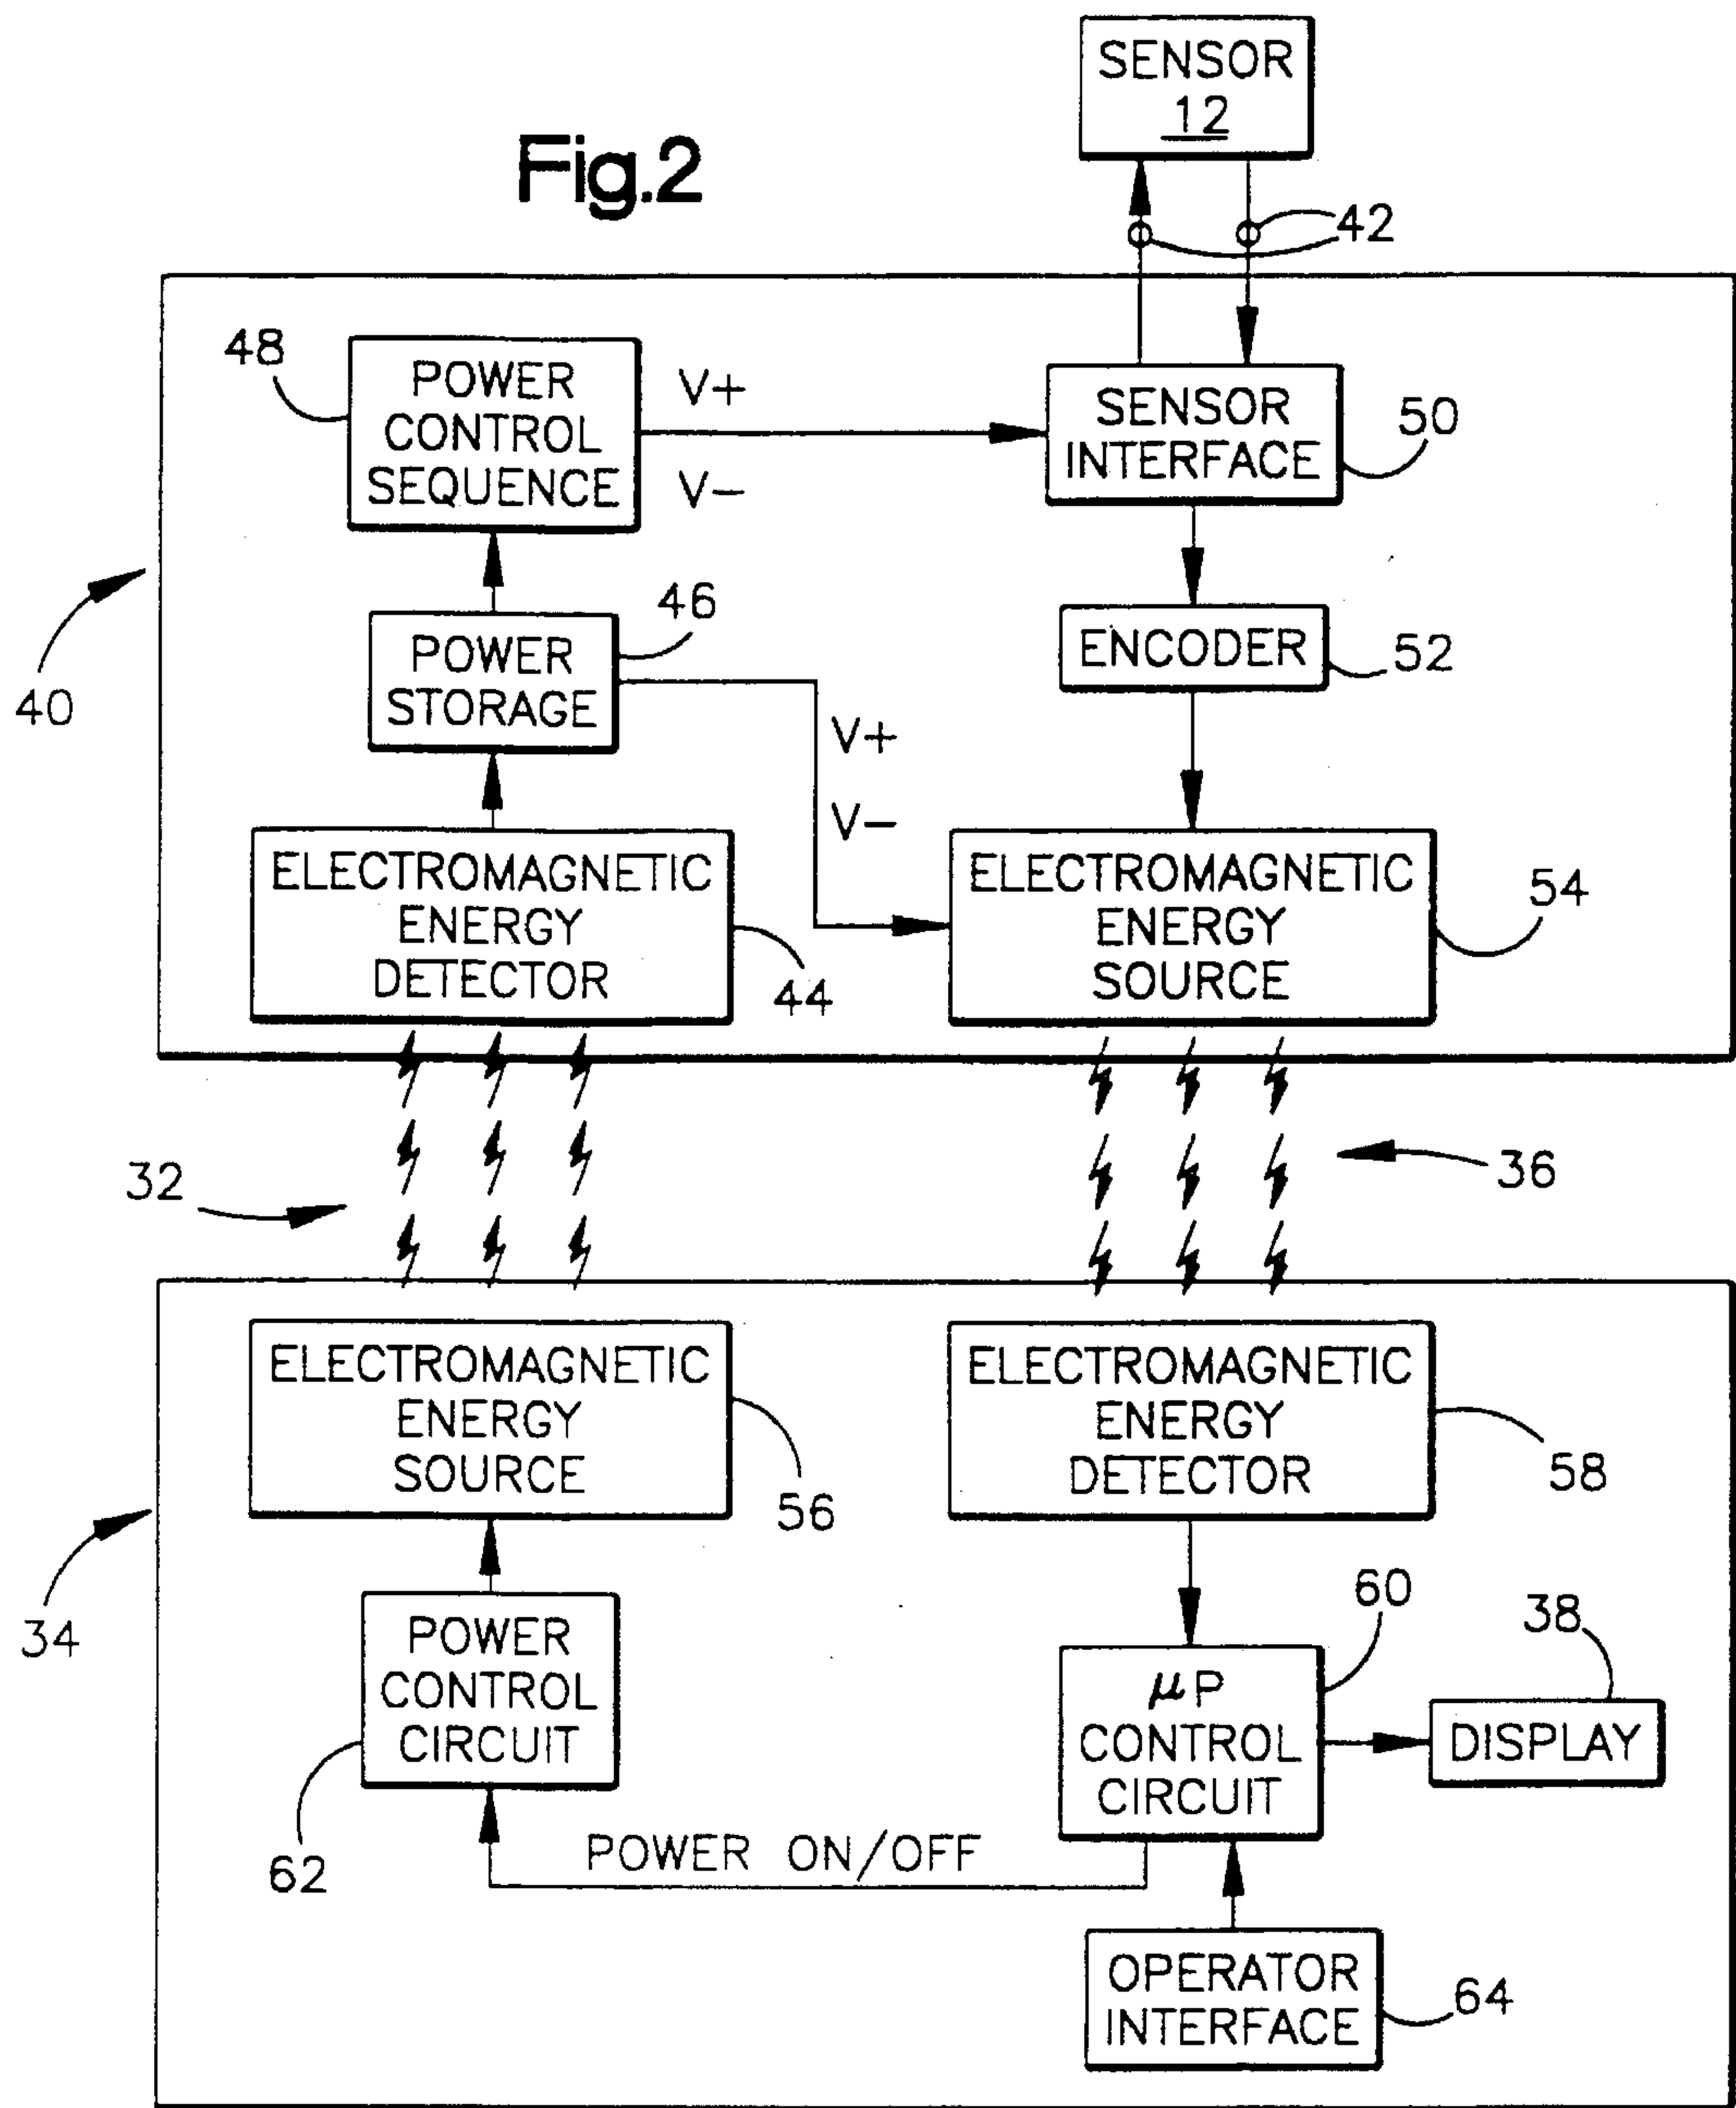 SENSOR
12
Fig.2
42
48
POWER
CONTROL
SEQUENCE
V+
V-
SENSOR
INTERFACE
50
40
46
POWER
STORAGE
ENCODER
52
V+
V-
ELECTROMAGNETIC
ENERGY
DETECTOR
44
ELECTROMAGNETIC
ENERGY
SOURCE
54
32
36
ELECTROMAGNETIC
ENERGY
SOURCE
56
ELECTROMAGNETIC
ENERGY
DETECTOR
58
34
POWER
CONTROL
CIRCUIT
62
60
μP
CONTROL
CIRCUIT
38
DISPLAY
POWER ON/OFF
OPERATOR
INTERFACE
64